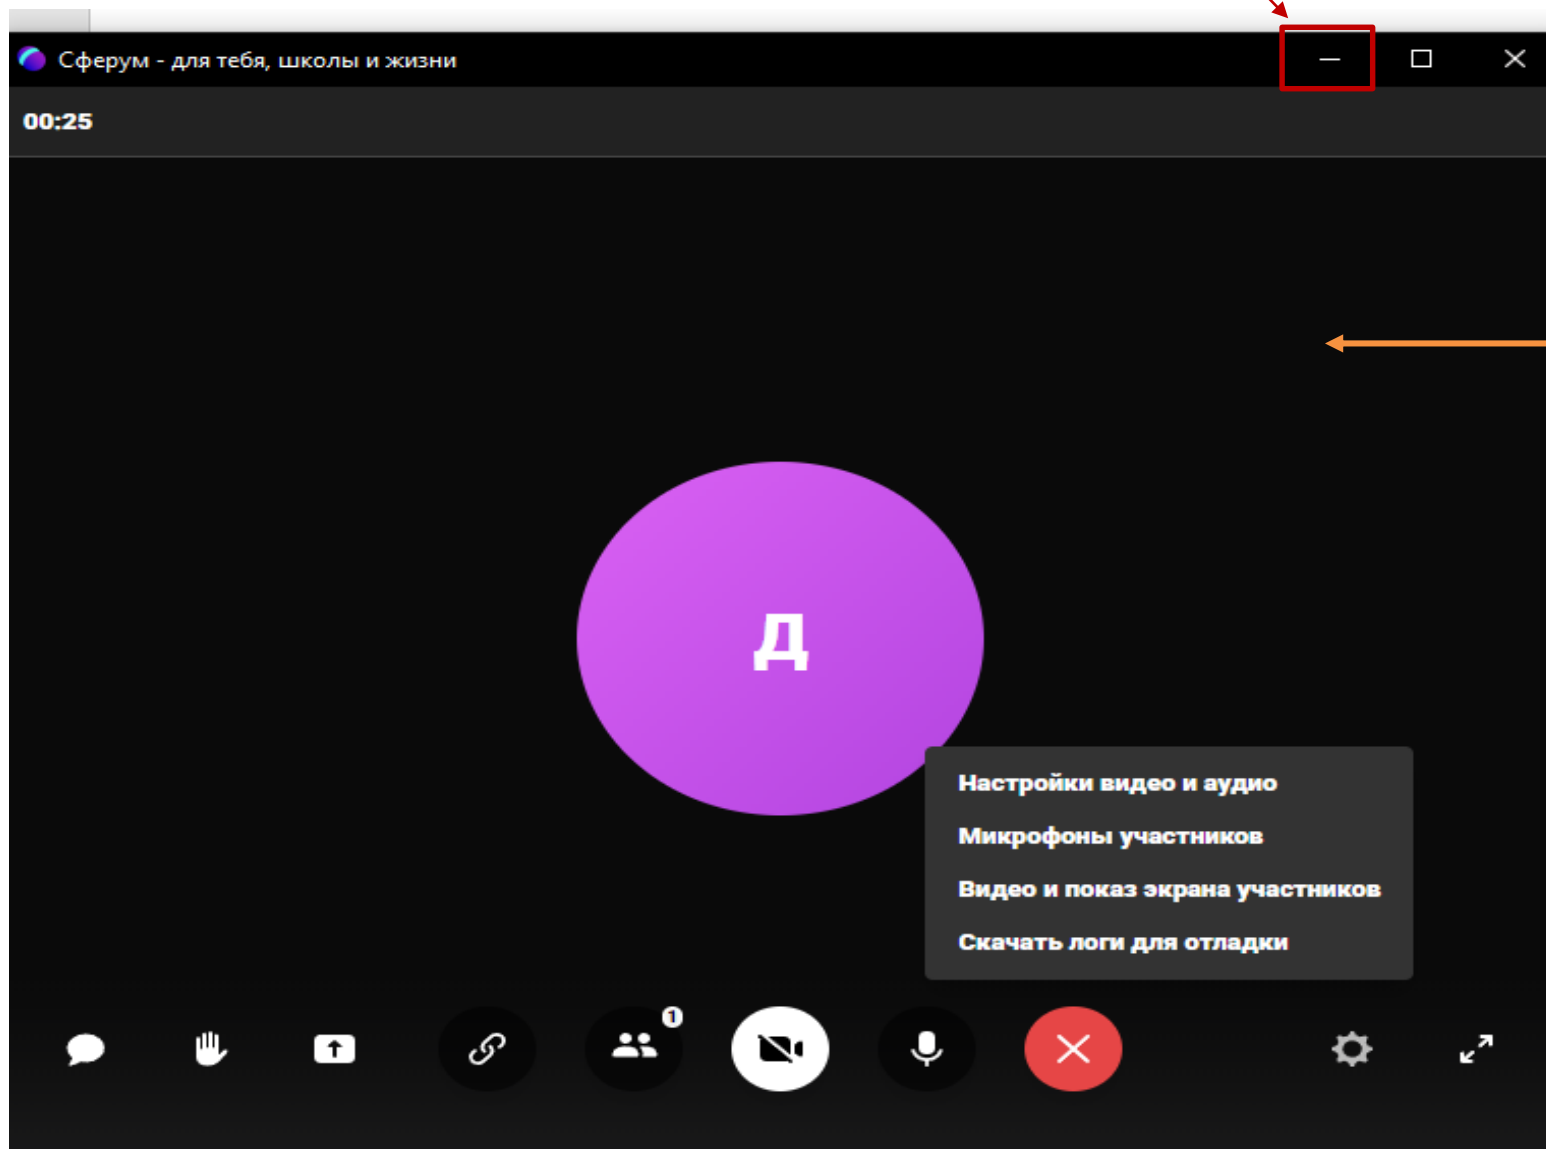 Сферум - для тебя, школы и жизни
00:25
Д
Настройки видео и аудио
Микрофоны участников
Видео и показ экрана участников
Скачать логи для отладки
1